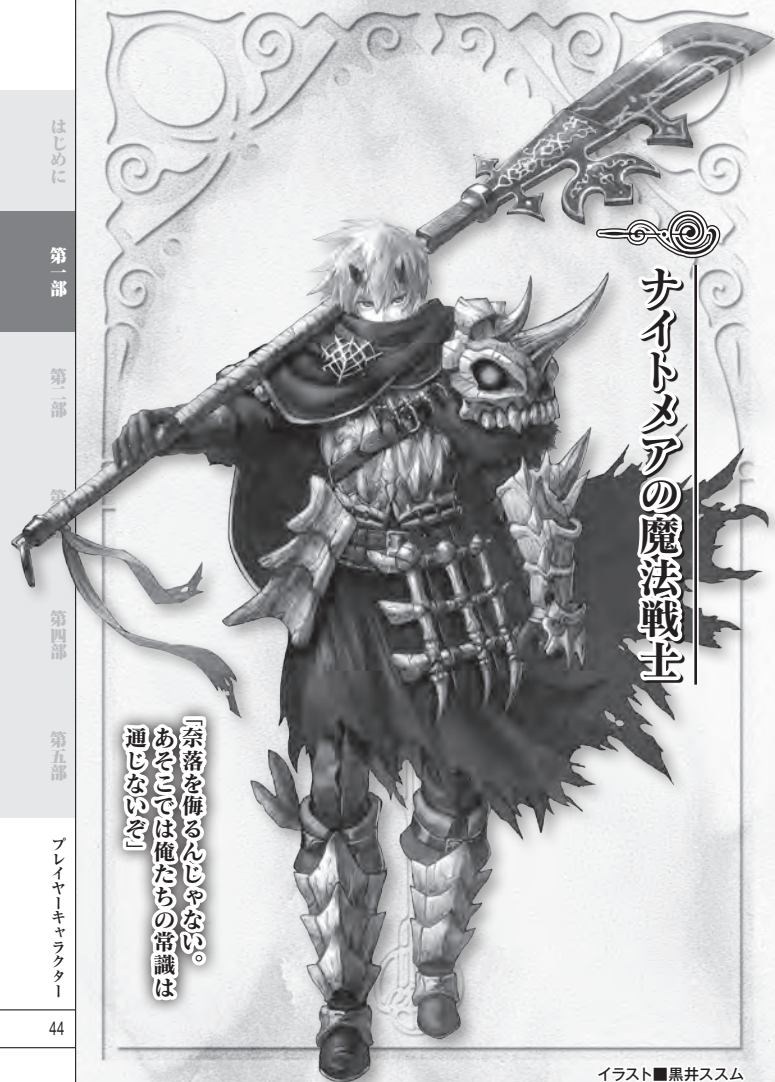 ナイトメアの魔法戦士
「奈落を侮るんじゃない。
あそこでは俺たちの常識は
通じないぞ」
はじめに
第一部
第二部
第
第四部
第五部
プレイヤーキャラクター
44
イラスト■黒井ススム